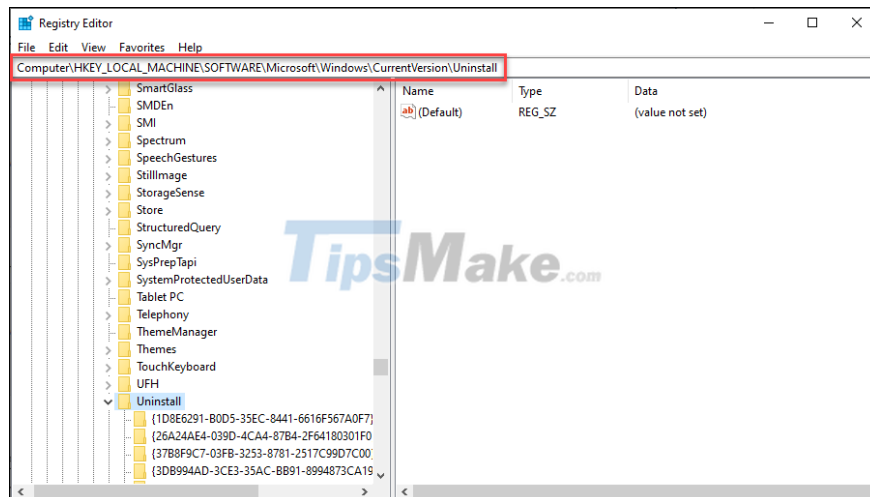 Registry Editor
File Edit View Favorites Help
Computer\HKEY_LOCAL_MACHINE\SOFTWARE\Microsoft\Windows\CurrentVersion\Uninstall
SmartGlass
SMDEn
SMI
Spectrum
SpeechGestures
StillImage
StorageSense
Store
StructuredQuery
SyncMgr
SysPrepTapi
SystemProtectedUserData
Tablet PC
Telephony
ThemeManager
Themes
TouchKeyboard
UFH
Uninstall
{1D8E6291-B0D5-35EC-8441-6616F567A0F7}
{26A24AE4-039D-4CA4-87B4-2F64180301F0
{37B8F9C7-03FB-3253-8781-2517C99D7C00}
{3DB994AD-3CE3-35AC-BB91-8994873CA19
Name Type Data
ab (Default) REG_SZ (value not set)
TipsMake.com